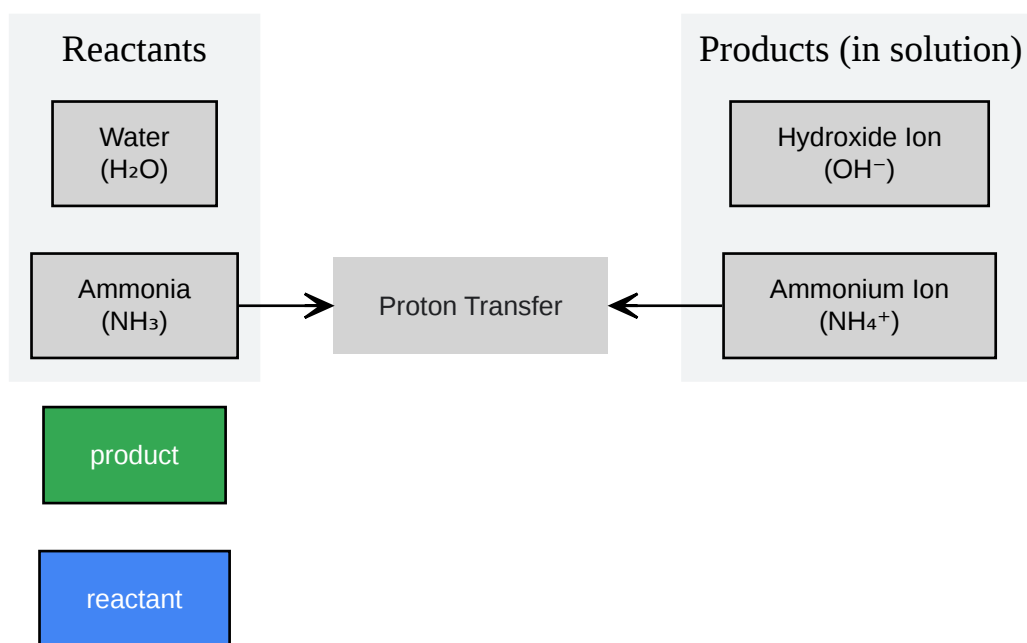 Reactants
Products (in solution)
Water
(H₂O)
Hydroxide Ion
(OH⁻)
Ammonia
(NH₃)
Proton Transfer
Ammonium Ion
(NH₄⁺)
product
reactant